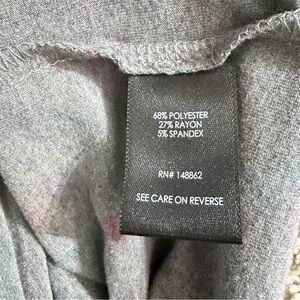 68% POLYESTER
27% RAYON
5% SPANDEX
RN# 148862
SEE CARE ON REVERSE